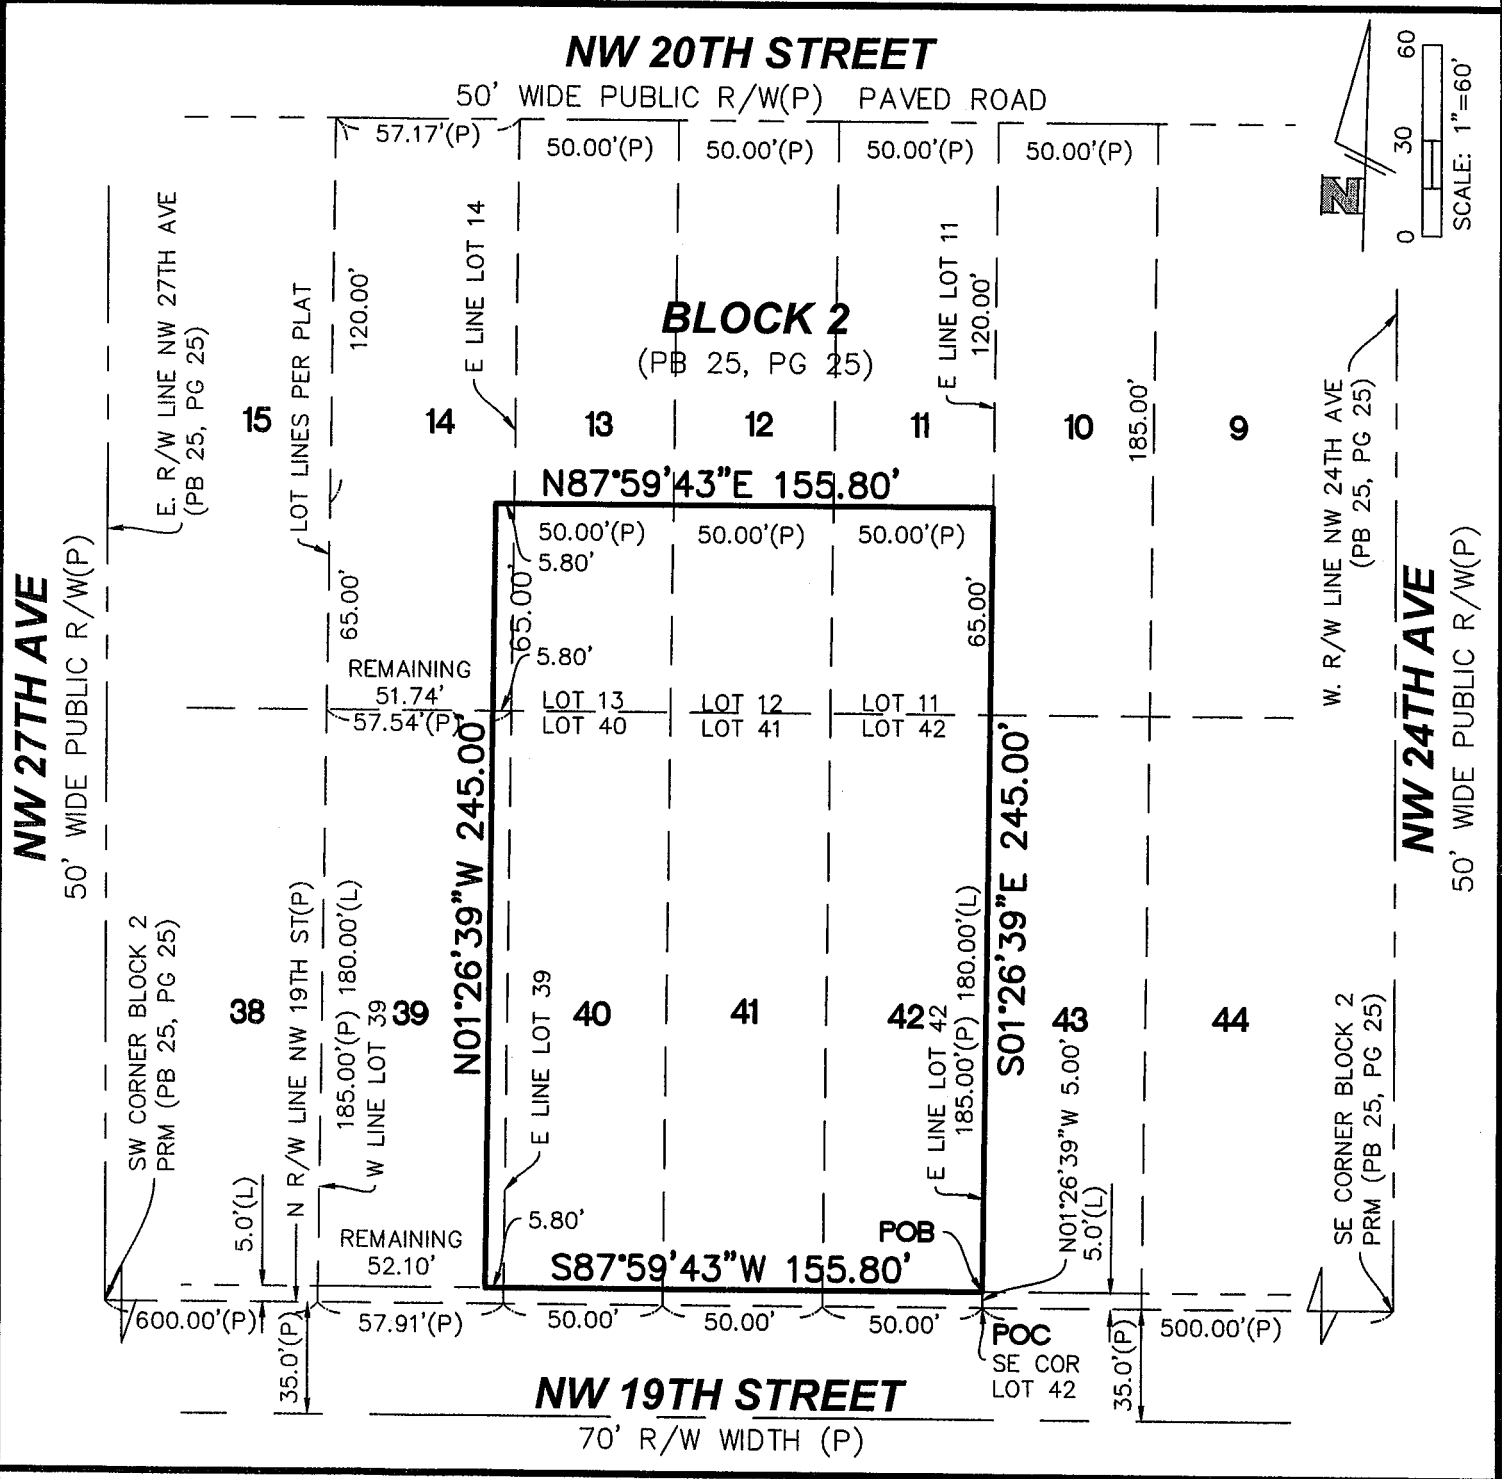 NW 20TH STREET
50' WIDE PUBLIC R/W(P) PAVED ROAD
57.17'(P)
50.00'(P)
50.00'(P)
50.00'(P)
50.00'(P)
N
0 30 60
SCALE: 1"=60'
E. R/W LINE NW 27TH AVE
(PB 25, PG 25)
LOT LINES PER PLAT
120.00'
E LINE LOT 14
BLOCK 2
(PB 25, PG 25)
E LINE LOT 11
120.00'
185.00'
W. R/W LINE NW 24TH AVE
(PB 25, PG 25)
15
14
13
12
11
10
9
N87°59'43"E 155.80'
50.00'(P)
50.00'(P)
50.00'(P)
5.80'
65.00'
65.00'
65.00'
5.80'
NW 27TH AVE
50' WIDE PUBLIC R/W(P)
NW 24TH AVE
50' WIDE PUBLIC R/W(P)
REMAINING
51.74'
57.54'(P)
LOT 13
LOT 40
LOT 12
LOT 41
LOT 11
LOT 42
N01°26'39"W 245.00'
S01°26'39"E 245.00'
SW CORNER BLOCK 2
PRM (PB 25, PG 25)
N R/W LINE NW 19TH ST(P)
185.00'(P) 180.00'(L)
W LINE LOT 39
E LINE LOT 39
E LINE LOT 42
185.00'(P) 180.00'(L)
38
39
40
41
42
43
44
N01°26'39"W 5.00'
5.0'(L)
SE CORNER BLOCK 2
PRM (PB 25, PG 25)
5.0'(L)
REMAINING
52.10'
5.80'
POB
S87°59'43"W 155.80'
600.00'(P)
35.0'(P)
57.91'(P)
50.00'
50.00'
50.00'
POC
SE COR
LOT 42
35.0'(P)
500.00'(P)
NW 19TH STREET
70' R/W WIDTH (P)